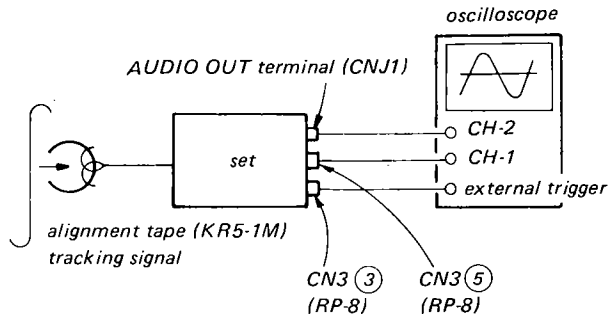 oscilloscope
AUDIO OUT terminal (CNJ1)
set
CH-2
CH-1
external trigger
alignment tape (KR5-1M)
tracking signal
CN3 ③
(RP-8)
CN3 ⑤
(RP-8)